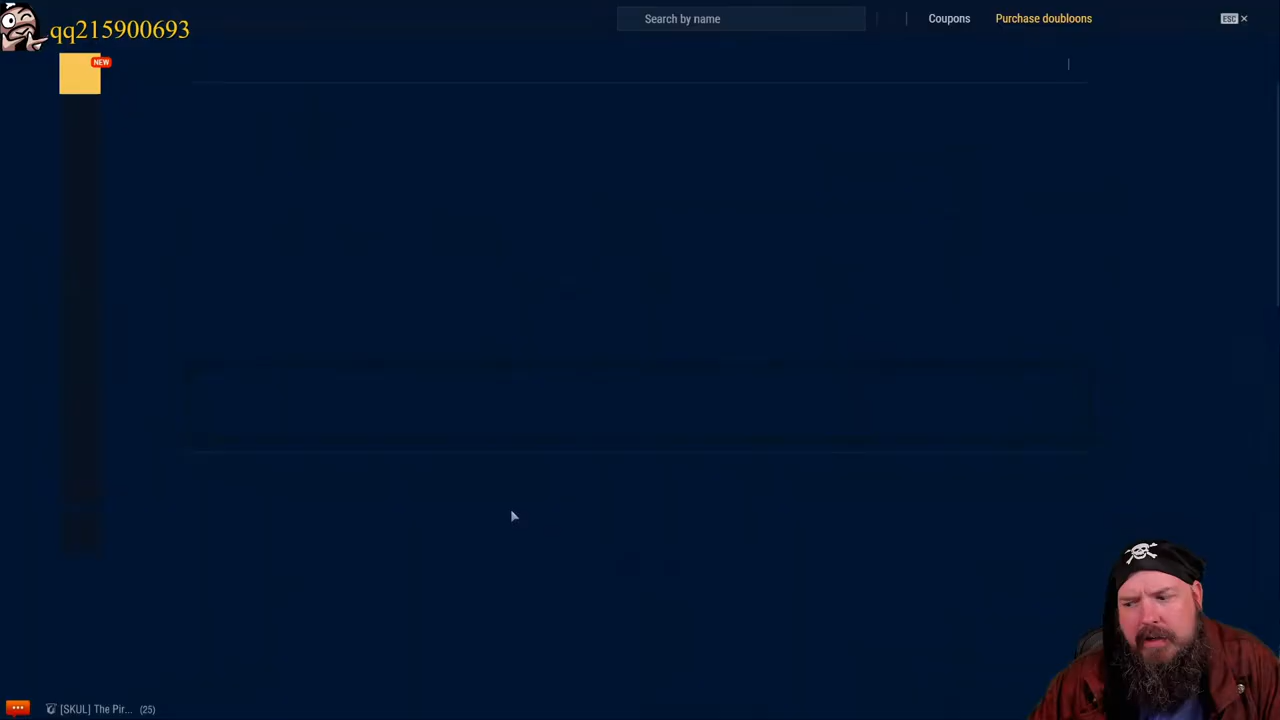 qq215900693
Search by name
Coupons
Purchase doubloons
ESC
NEW
[SKUL] The Pir... (25)